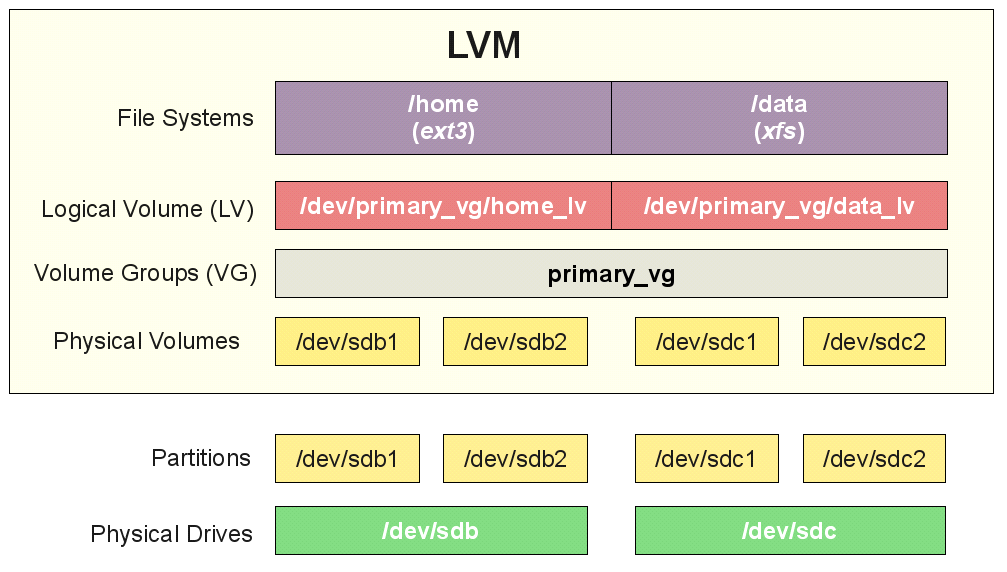 LVM
File Systems
/home
(ext3)
/data
(xfs)
Logical Volume (LV)
/dev/primary_vg/home_lv
/dev/primary_vg/data_lv
Volume Groups (VG)
primary_vg
Physical Volumes
/dev/sdb1
/dev/sdb2
/dev/sdc1
/dev/sdc2
Partitions
/dev/sdb1
/dev/sdb2
/dev/sdc1
/dev/sdc2
Physical Drives
/dev/sdb
/dev/sdc